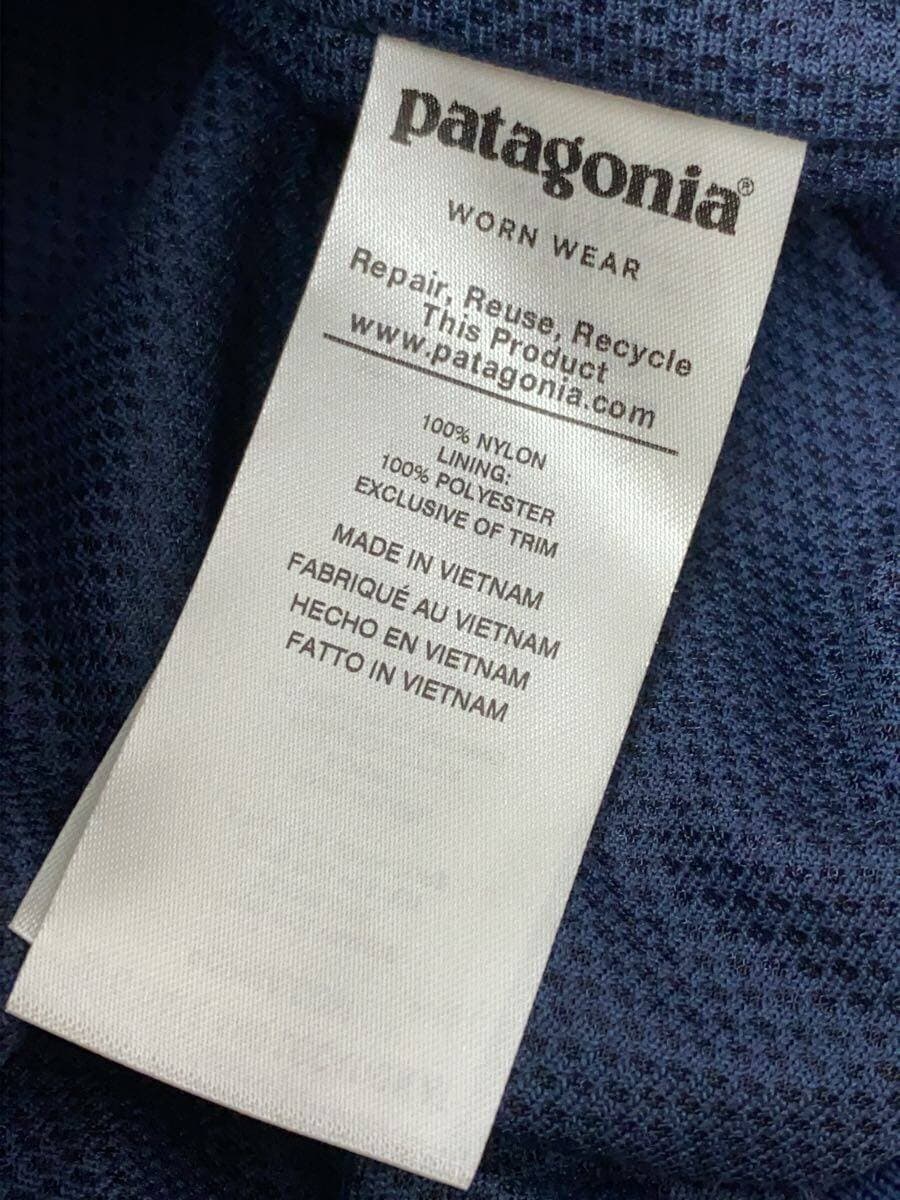 patagonia®
WORN WEAR
Repair, Reuse, Recycle
This Product
www.patagonia.com
100% NYLON
LINING:
100% POLYESTER
EXCLUSIVE OF TRIM
MADE IN VIETNAM
FABRIQUÉ AU VIETNAM
HECHO EN VIETNAM
FATTO IN VIETNAM